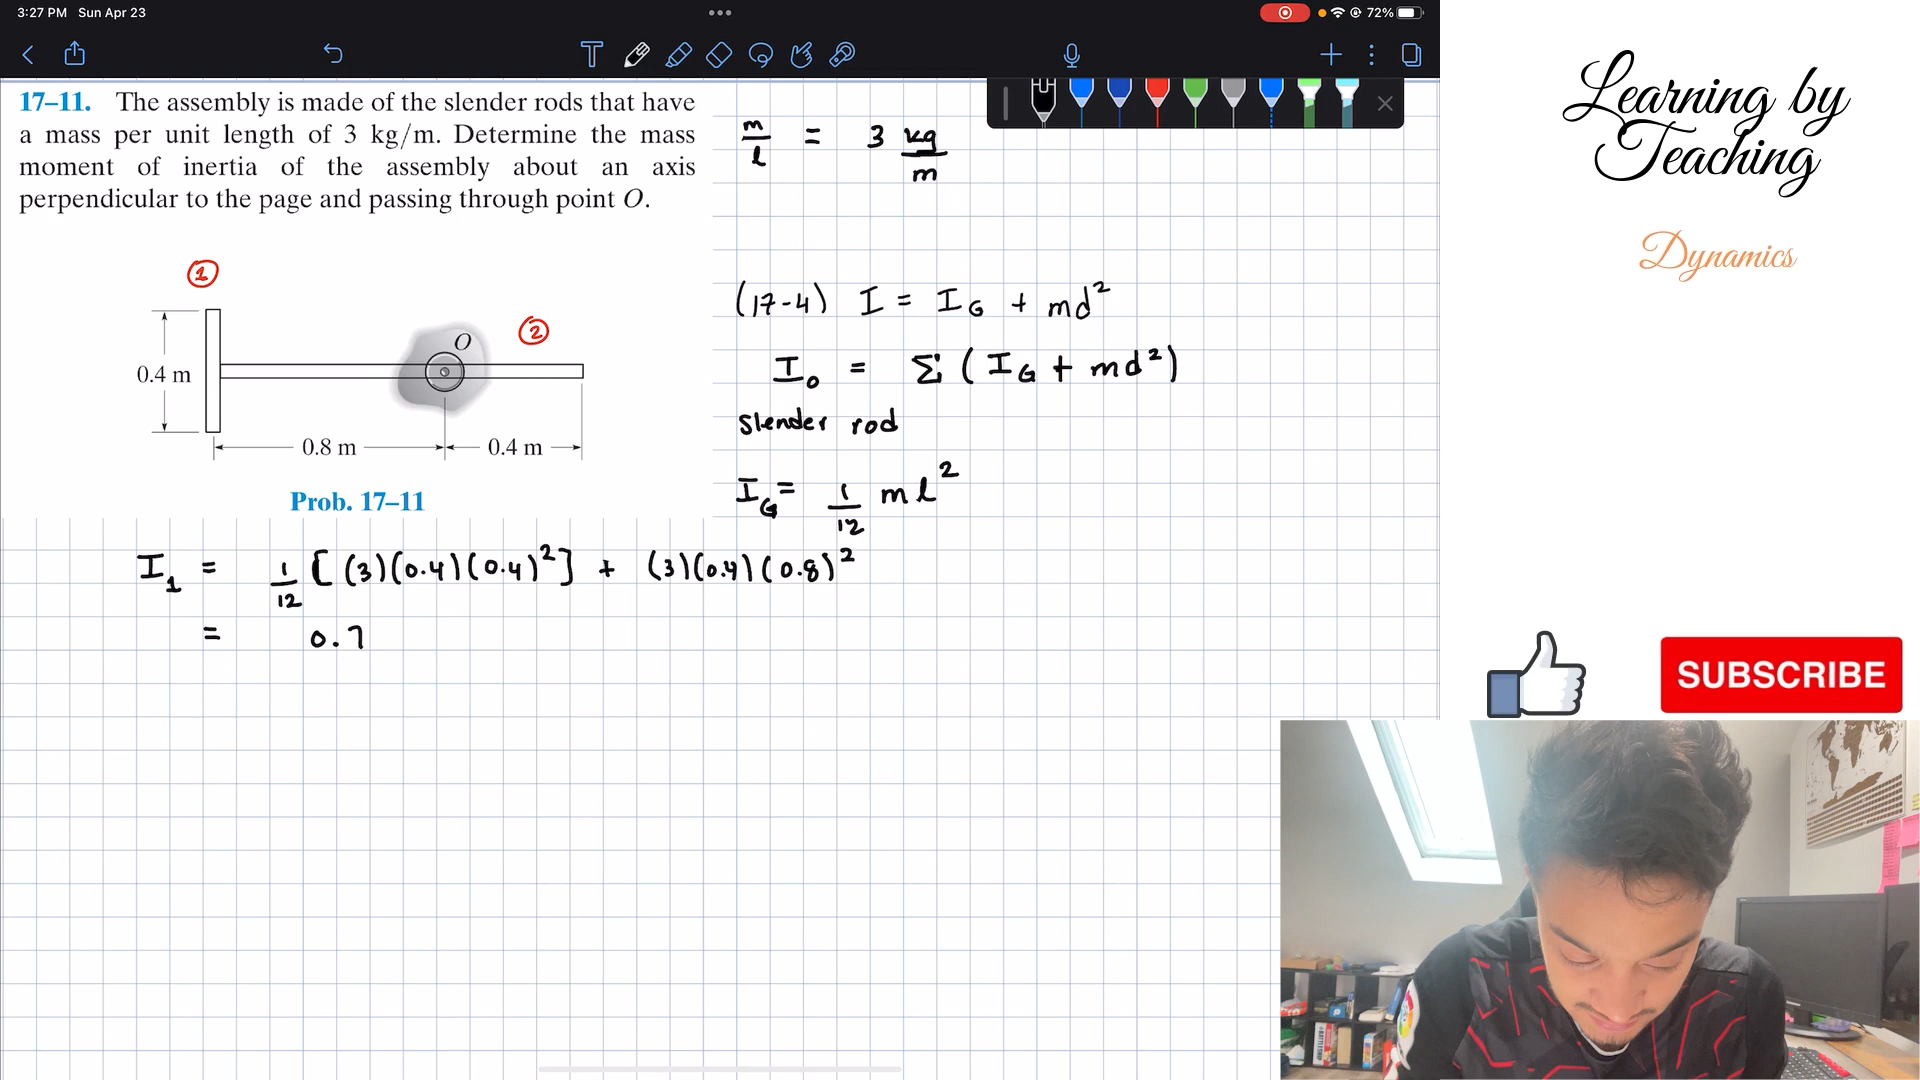 3:27 PM Sun Apr 23
72%
17–11. The assembly is made of the slender rods that have
a mass per unit length of 3 kg/m. Determine the mass
moment of inertia of the assembly about an axis
perpendicular to the page and passing through point O.
1
2
O
0.4 m
0.8 m
0.4 m
Prob. 17–11
m/l = 3 kg/m
(17-4) I = I_G + md²
I_O = Σ (I_G + md²)
slender rod
I_G = 1/12 ml²
I_1 = 1/12 [(3)(0.4)(0.4)²] + (3)(0.4)(0.8)²
= 0.7
Learning by
Teaching
Dynamics
SUBSCRIBE